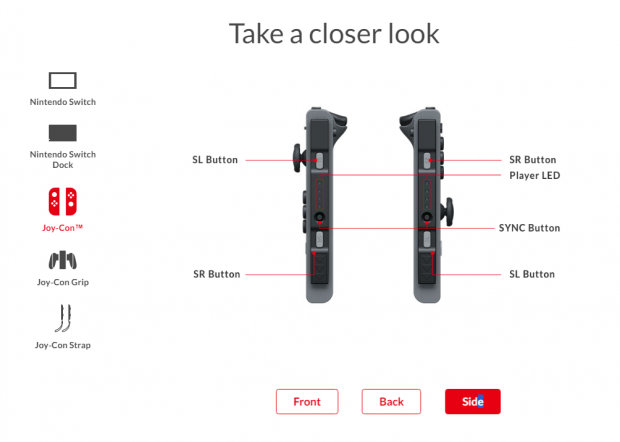 Take a closer look
Nintendo Switch
Nintendo Switch
Dock
Joy-Con™
Joy-Con Grip
Joy-Con Strap
SL Button
SR Button
SR Button
Player LED
SYNC Button
SL Button
Front
Back
Side